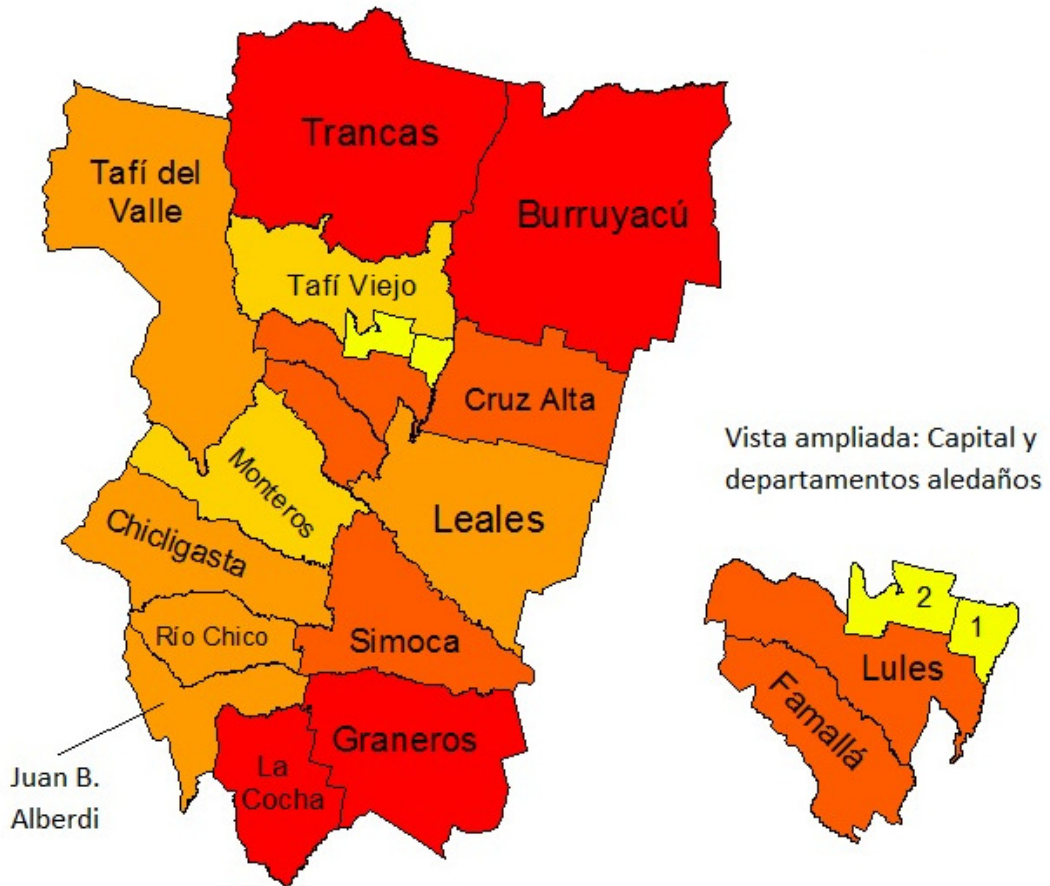 Trancas
Tafí del
Valle
Burruyacú
Tafí Viejo
Cruz Alta
Vista ampliada: Capital y
departamentos aledaños
Monteros
Leales
Chicligasta
2
1
Río Chico
Simoca
Lules
Famallá
Graneros
La
Cocha
Juan B.
Alberdi